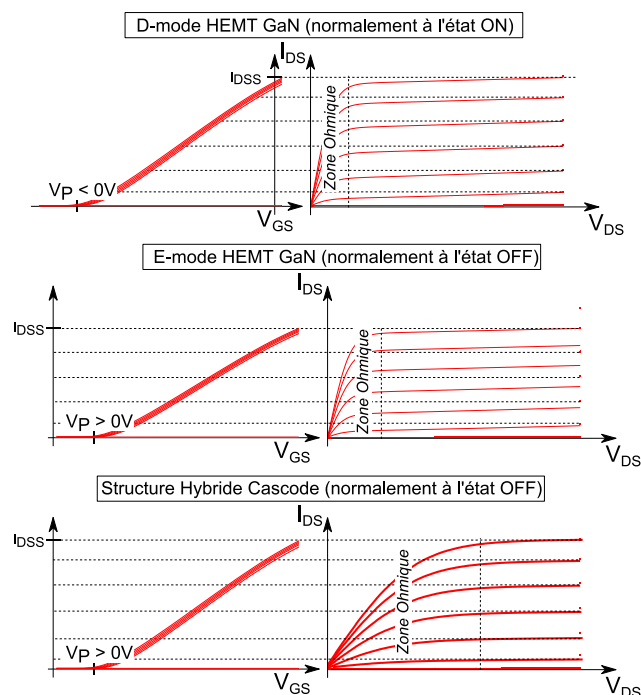 D-mode HEMT GaN (normalement à l'état ON)
IDS
IDSS
Zone Ohmique
VP < 0V
VGS
VDS
E-mode HEMT GaN (normalement à l'état OFF)
IDS
IDSS
Zone Ohmique
VP > 0V
VGS
VDS
Structure Hybride Cascode (normalement à l'état OFF)
IDS
IDSS
Zone Ohmique
VP > 0V
VGS
VDS